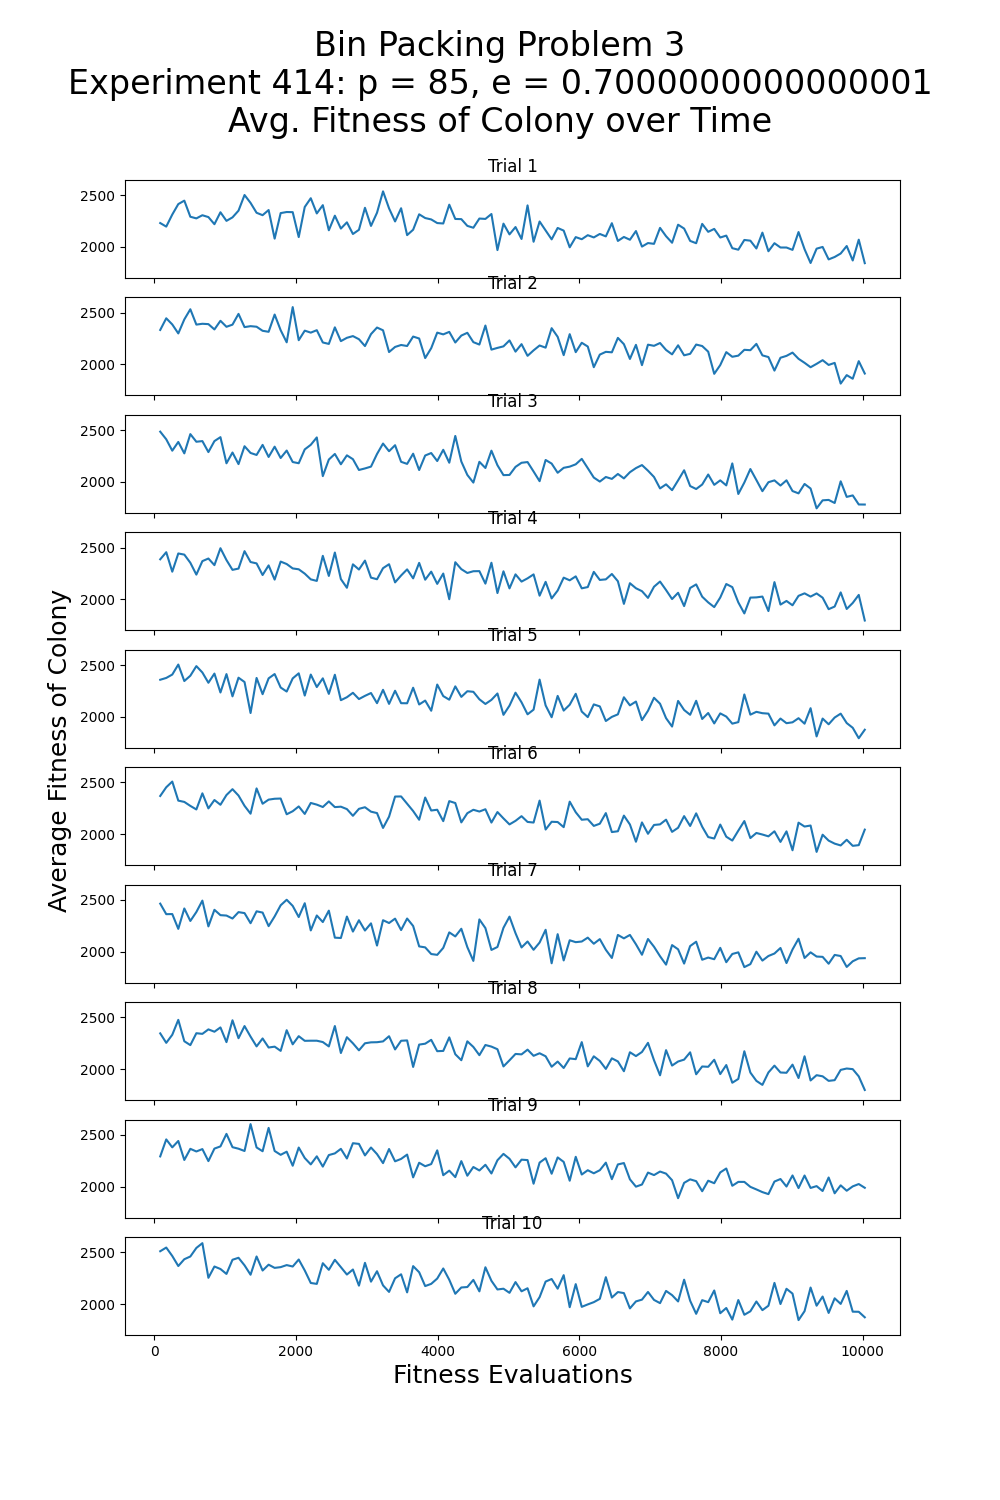 Bin Packing Problem 3
Experiment 414: p = 85, e = 0.7000000000000001
Avg. Fitness of Colony over Time
Trial 1
2500
2000
Trial 2
2500
2000
Trial 3
2500
2000
Trial 4
2500
2000
Trial 5
2500
2000
Trial 6
2500
2000
Trial 7
2500
2000
Trial 8
2500
2000
Trial 9
2500
2000
Trial 10
2500
2000
0 2000 4000 6000 8000 10000
Fitness Evaluations
Average Fitness of Colony